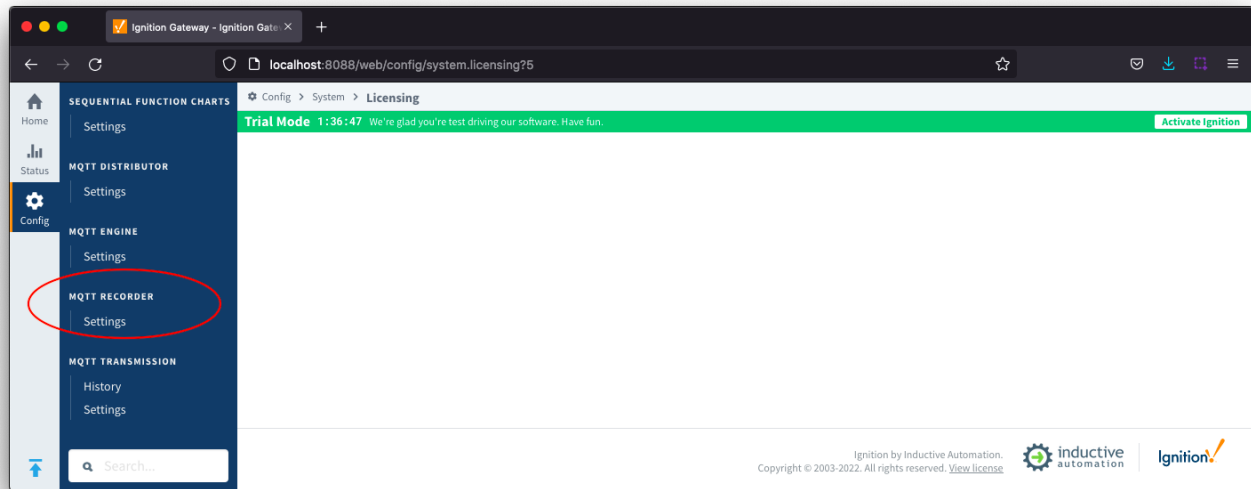 Ignition Gateway - Ignition Gate
localhost:8088/web/config/system.licensing?5
Home
Status
Config
SEQUENTIAL FUNCTION CHARTS
Settings
MQTT DISTRIBUTOR
Settings
MQTT ENGINE
Settings
MQTT RECORDER
Settings
MQTT TRANSMISSION
History
Settings
Search...
Config > System > Licensing
Trial Mode 1:36:47 We're glad you're test driving our software. Have fun.
Activate Ignition
Ignition by Inductive Automation.
Copyright © 2003-2022. All rights reserved. View license
inductive
automation
Ignition!